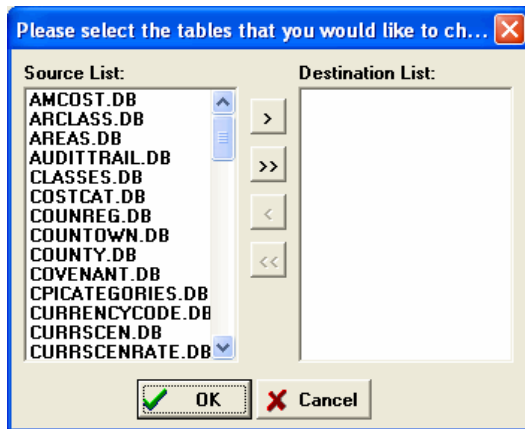 Please select the tables that you would like to ch...
Source List:
AMCOST.DB
ARCLASS.DB
AREAS.DB
AUDITTRAIL.DB
CLASSES.DB
COSTCAT.DB
COUNREG.DB
COUNTOWN.DB
COUNTY.DB
COVENANT.DB
CPICATEGORIES.DB
CURRENCYCODE.DB
CURRSCEN.DB
CURRSCENRATE.DB
>
>>
<
<<
Destination List:
OK
Cancel